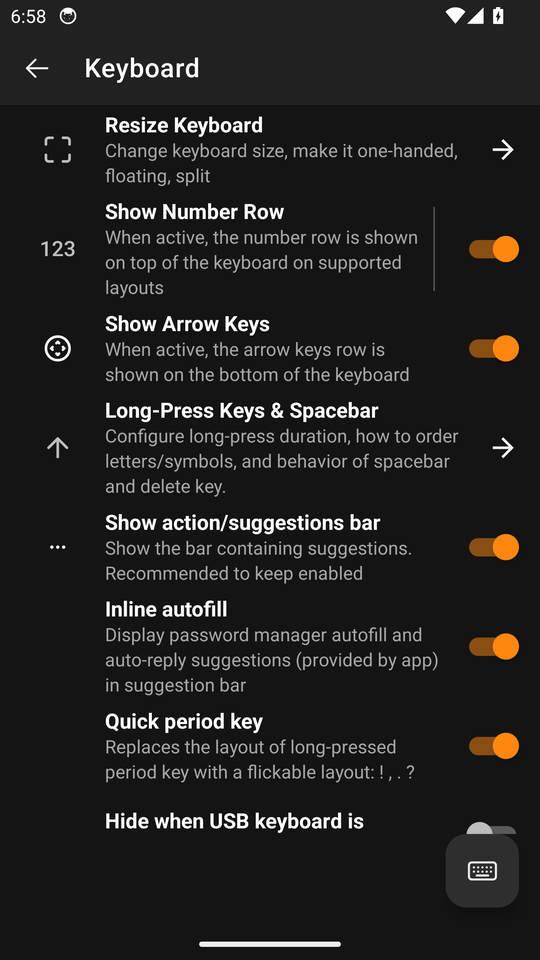 6:58
Keyboard
Resize Keyboard
Change keyboard size, make it one-handed,
floating, split
Show Number Row
123
When active, the number row is shown
on top of the keyboard on supported
layouts
Show Arrow Keys
When active, the arrow keys row is
shown on the bottom of the keyboard
Long-Press Keys & Spacebar
Configure long-press duration, how to order
letters/symbols, and behavior of spacebar
and delete key.
Show action/suggestions bar
Show the bar containing suggestions.
Recommended to keep enabled
Inline autofill
Display password manager autofill and
auto-reply suggestions (provided by app)
in suggestion bar
Quick period key
Replaces the layout of long-pressed
period key with a flickable layout: ! , . ?
Hide when USB keyboard is